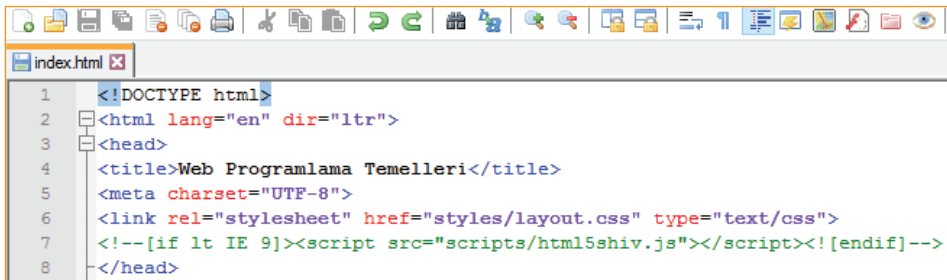 index.html
1 <!DOCTYPE html>
2 <html lang="en" dir="ltr">
3 <head>
4 <title>Web Programlama Temelleri</title>
5 <meta charset="UTF-8">
6 <link rel="stylesheet" href="styles/layout.css" type="text/css">
7 <!--[if lt IE 9]><script src="scripts/html5shiv.js"></script><![endif]-->
8 </head>